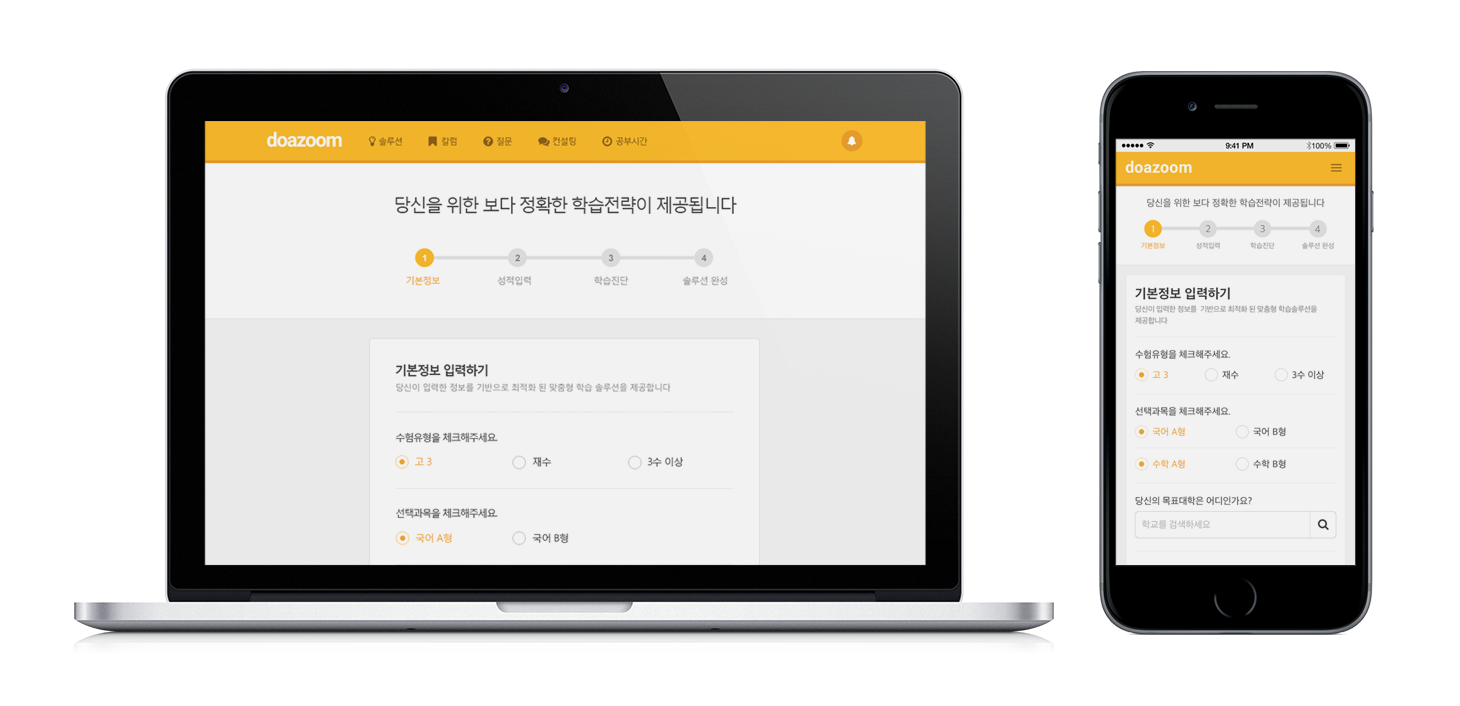 doazoom 솔루션 칼럼 질문 컨설팅 공부시간
당신을 위한 보다 정확한 학습전략이 제공됩니다
1 2 3 4
기본정보 성적입력 학습진단 솔루션 완성
기본정보 입력하기
당신이 입력한 정보를 기반으로 최적화 된 맞춤형 학습 솔루션을 제공합니다
수험유형을 체크해주세요.
고 3 재수 3수 이상
선택과목을 체크해주세요.
국어 A형 국어 B형
9:41 PM 100%
doazoom
당신을 위한 보다 정확한 학습전략이 제공됩니다
1 2 3 4
기본정보 성적입력 학습진단 솔루션 완성
기본정보 입력하기
당신이 입력한 정보를 기반으로 최적화 된 맞춤형 학습솔루션을
제공합니다
수험유형을 체크해주세요.
고 3 재수 3수 이상
선택과목을 체크해주세요.
국어 A형 국어 B형
수학 A형 수학 B형
당신의 목표대학은 어디인가요?
학교를 검색하세요